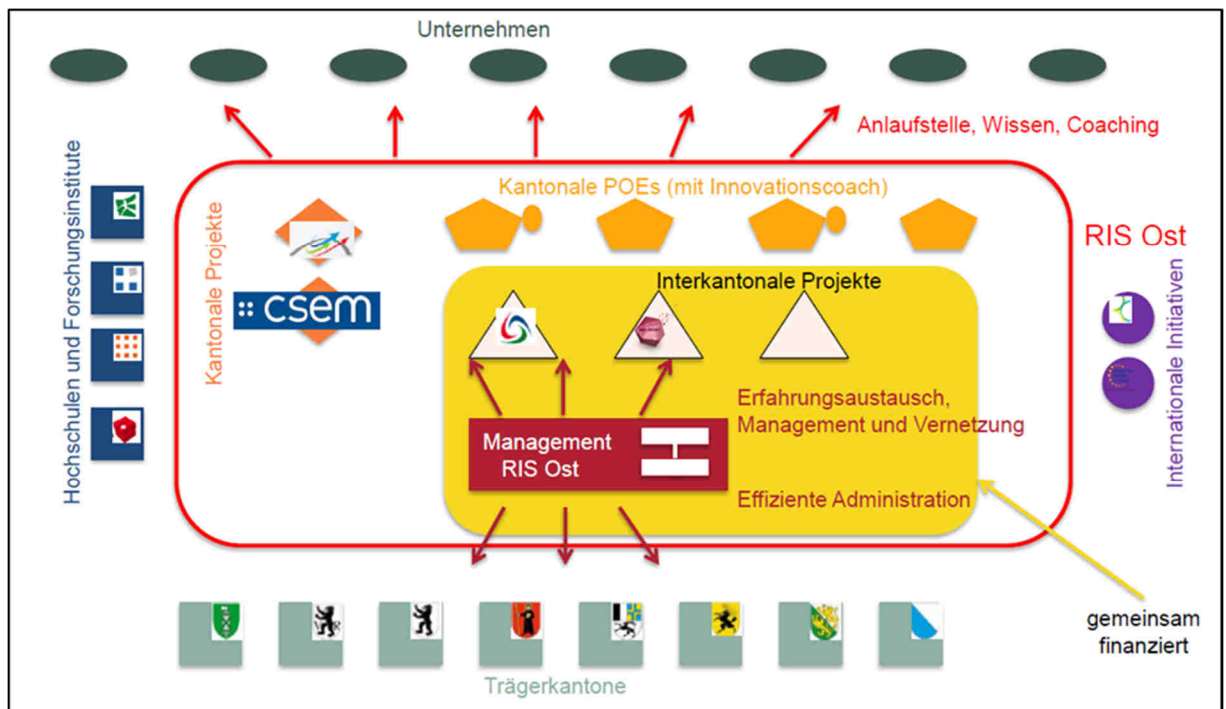 Unternehmen
Anlaufstelle, Wissen, Coaching
Hochschulen und Forschungsinstitute
Kantonale Projekte
Kantonale POEs (mit Innovationscoach)
RIS Ost
:: csem
Interkantonale Projekte
Internationale Initiativen
Erfahrungsaustausch,
Management und Vernetzung
Management
RIS Ost
Effiziente Administration
gemeinsam
finanziert
Trägerkantone